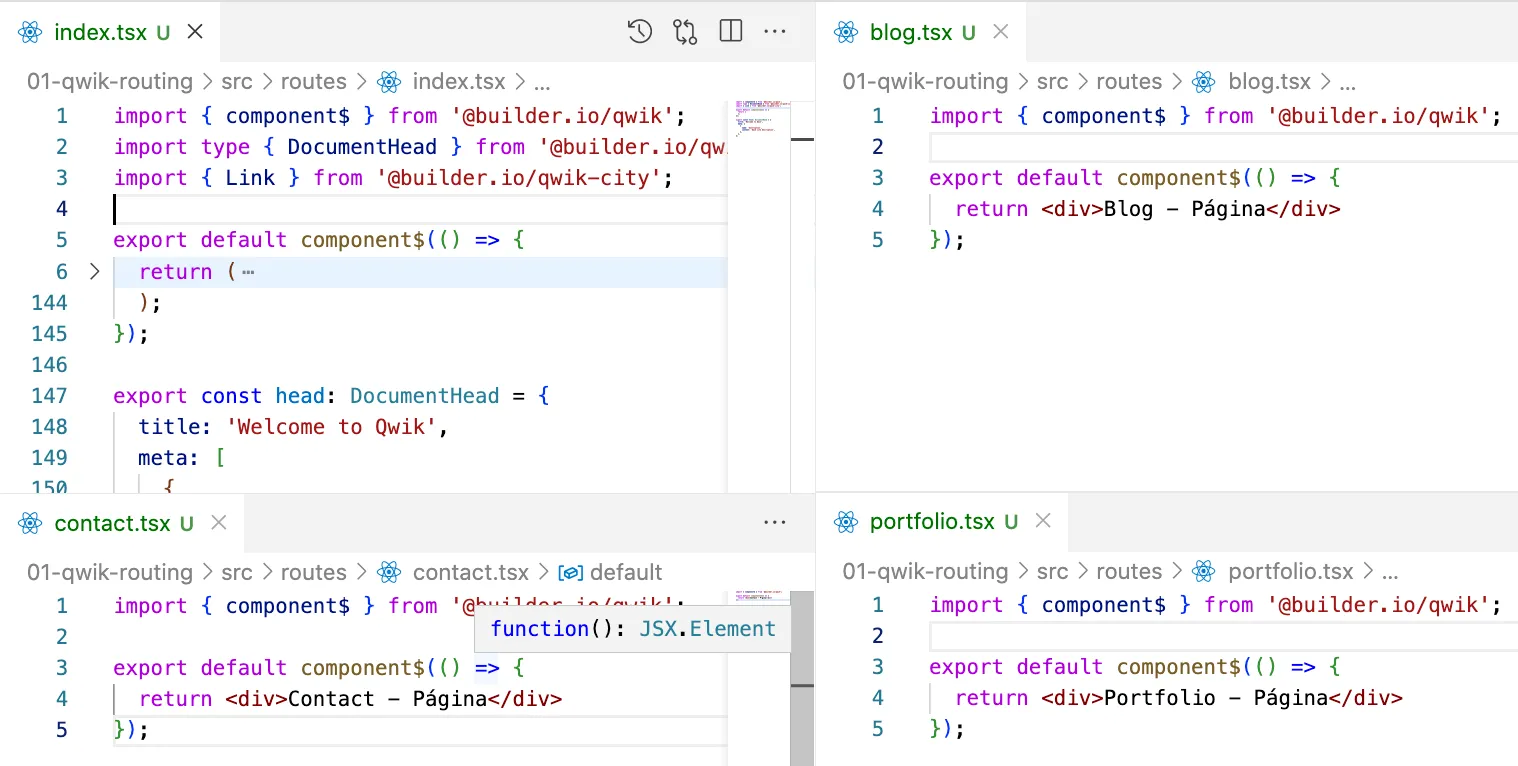 index.tsx U
01-qwik-routing > src > routes > index.tsx > ...
1 import { component$ } from '@builder.io/qwik';
2 import type { DocumentHead } from '@builder.io/qw
3 import { Link } from '@builder.io/qwik-city';
4
5 export default component$(() => {
6 return ( ⋯
144 );
145 });
146
147 export const head: DocumentHead = {
148 title: 'Welcome to Qwik',
149 meta: [
150 {
blog.tsx U
01-qwik-routing > src > routes > blog.tsx > ...
1 import { component$ } from '@builder.io/qwik';
2
3 export default component$(() => {
4 return <div>Blog - Página</div>
5 });
contact.tsx U
01-qwik-routing > src > routes > contact.tsx > default
1 import { component$ } from '@builder.io/qwik';
function(): JSX.Element
2
3 export default component$(() => {
4 return <div>Contact - Página</div>
5 });
portfolio.tsx U
01-qwik-routing > src > routes > portfolio.tsx > ...
1 import { component$ } from '@builder.io/qwik';
2
3 export default component$(() => {
4 return <div>Portfolio - Página</div>
5 });